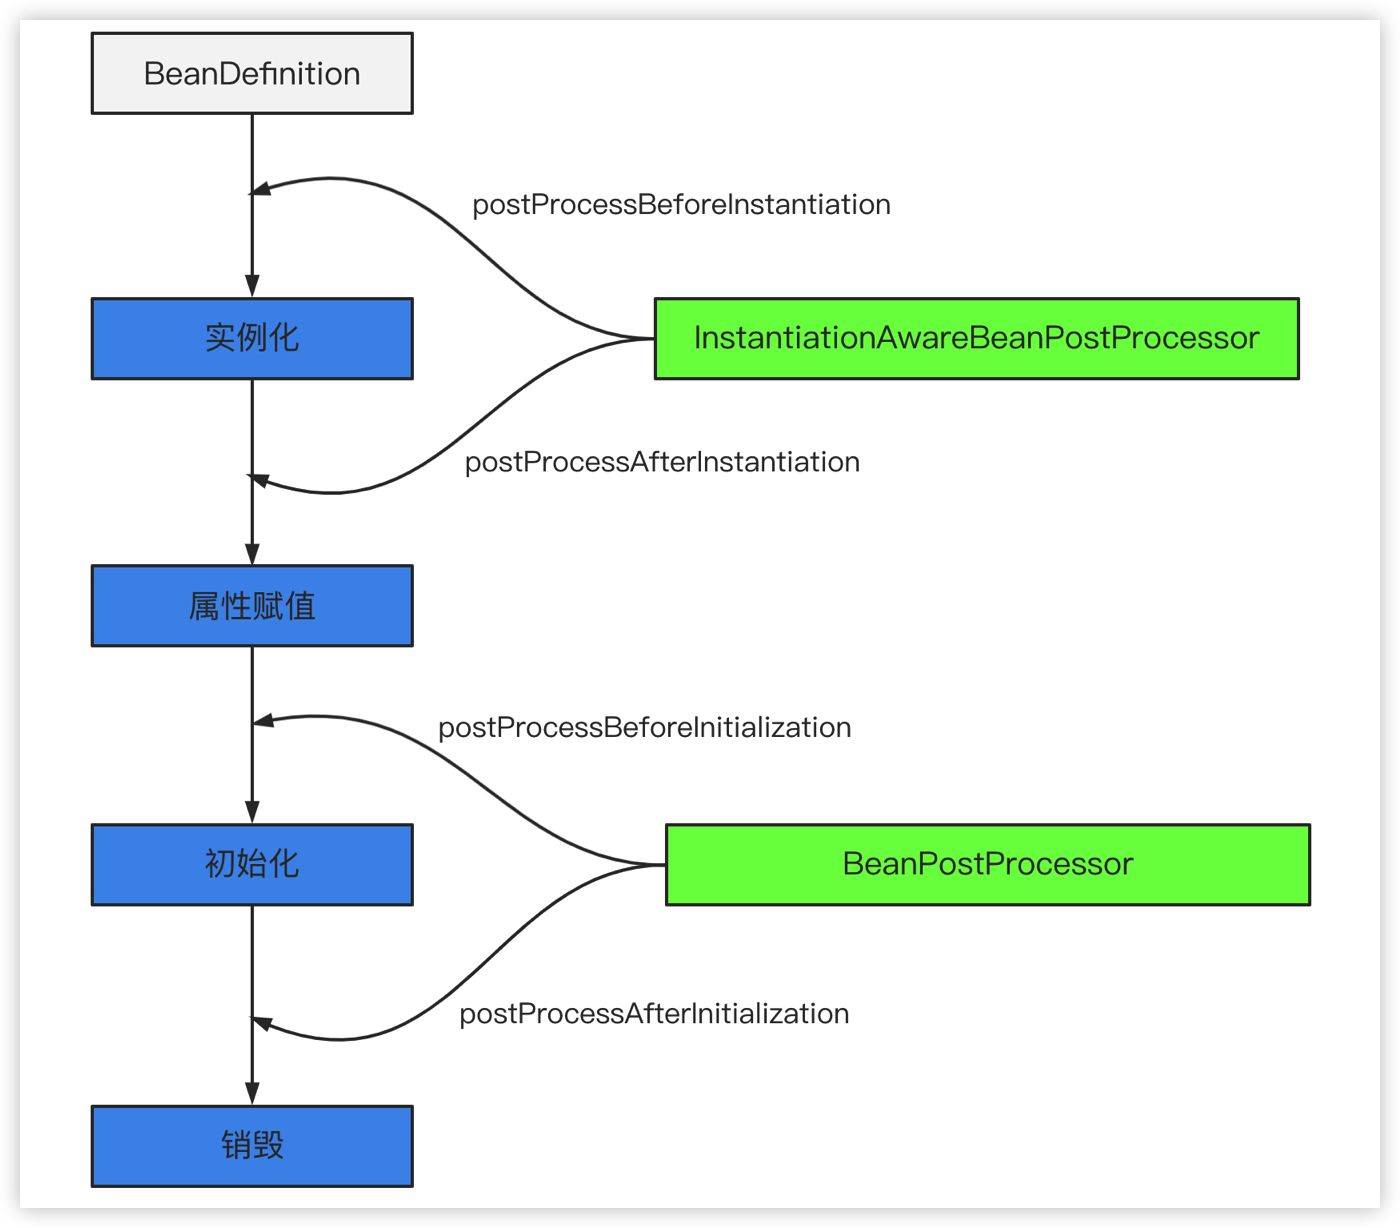 BeanDefinition
postProcessBeforeInstantiation
实例化
InstantiationAwareBeanPostProcessor
postProcessAfterInstantiation
属性赋值
postProcessBeforeInitialization
初始化
BeanPostProcessor
postProcessAfterInitialization
销毁